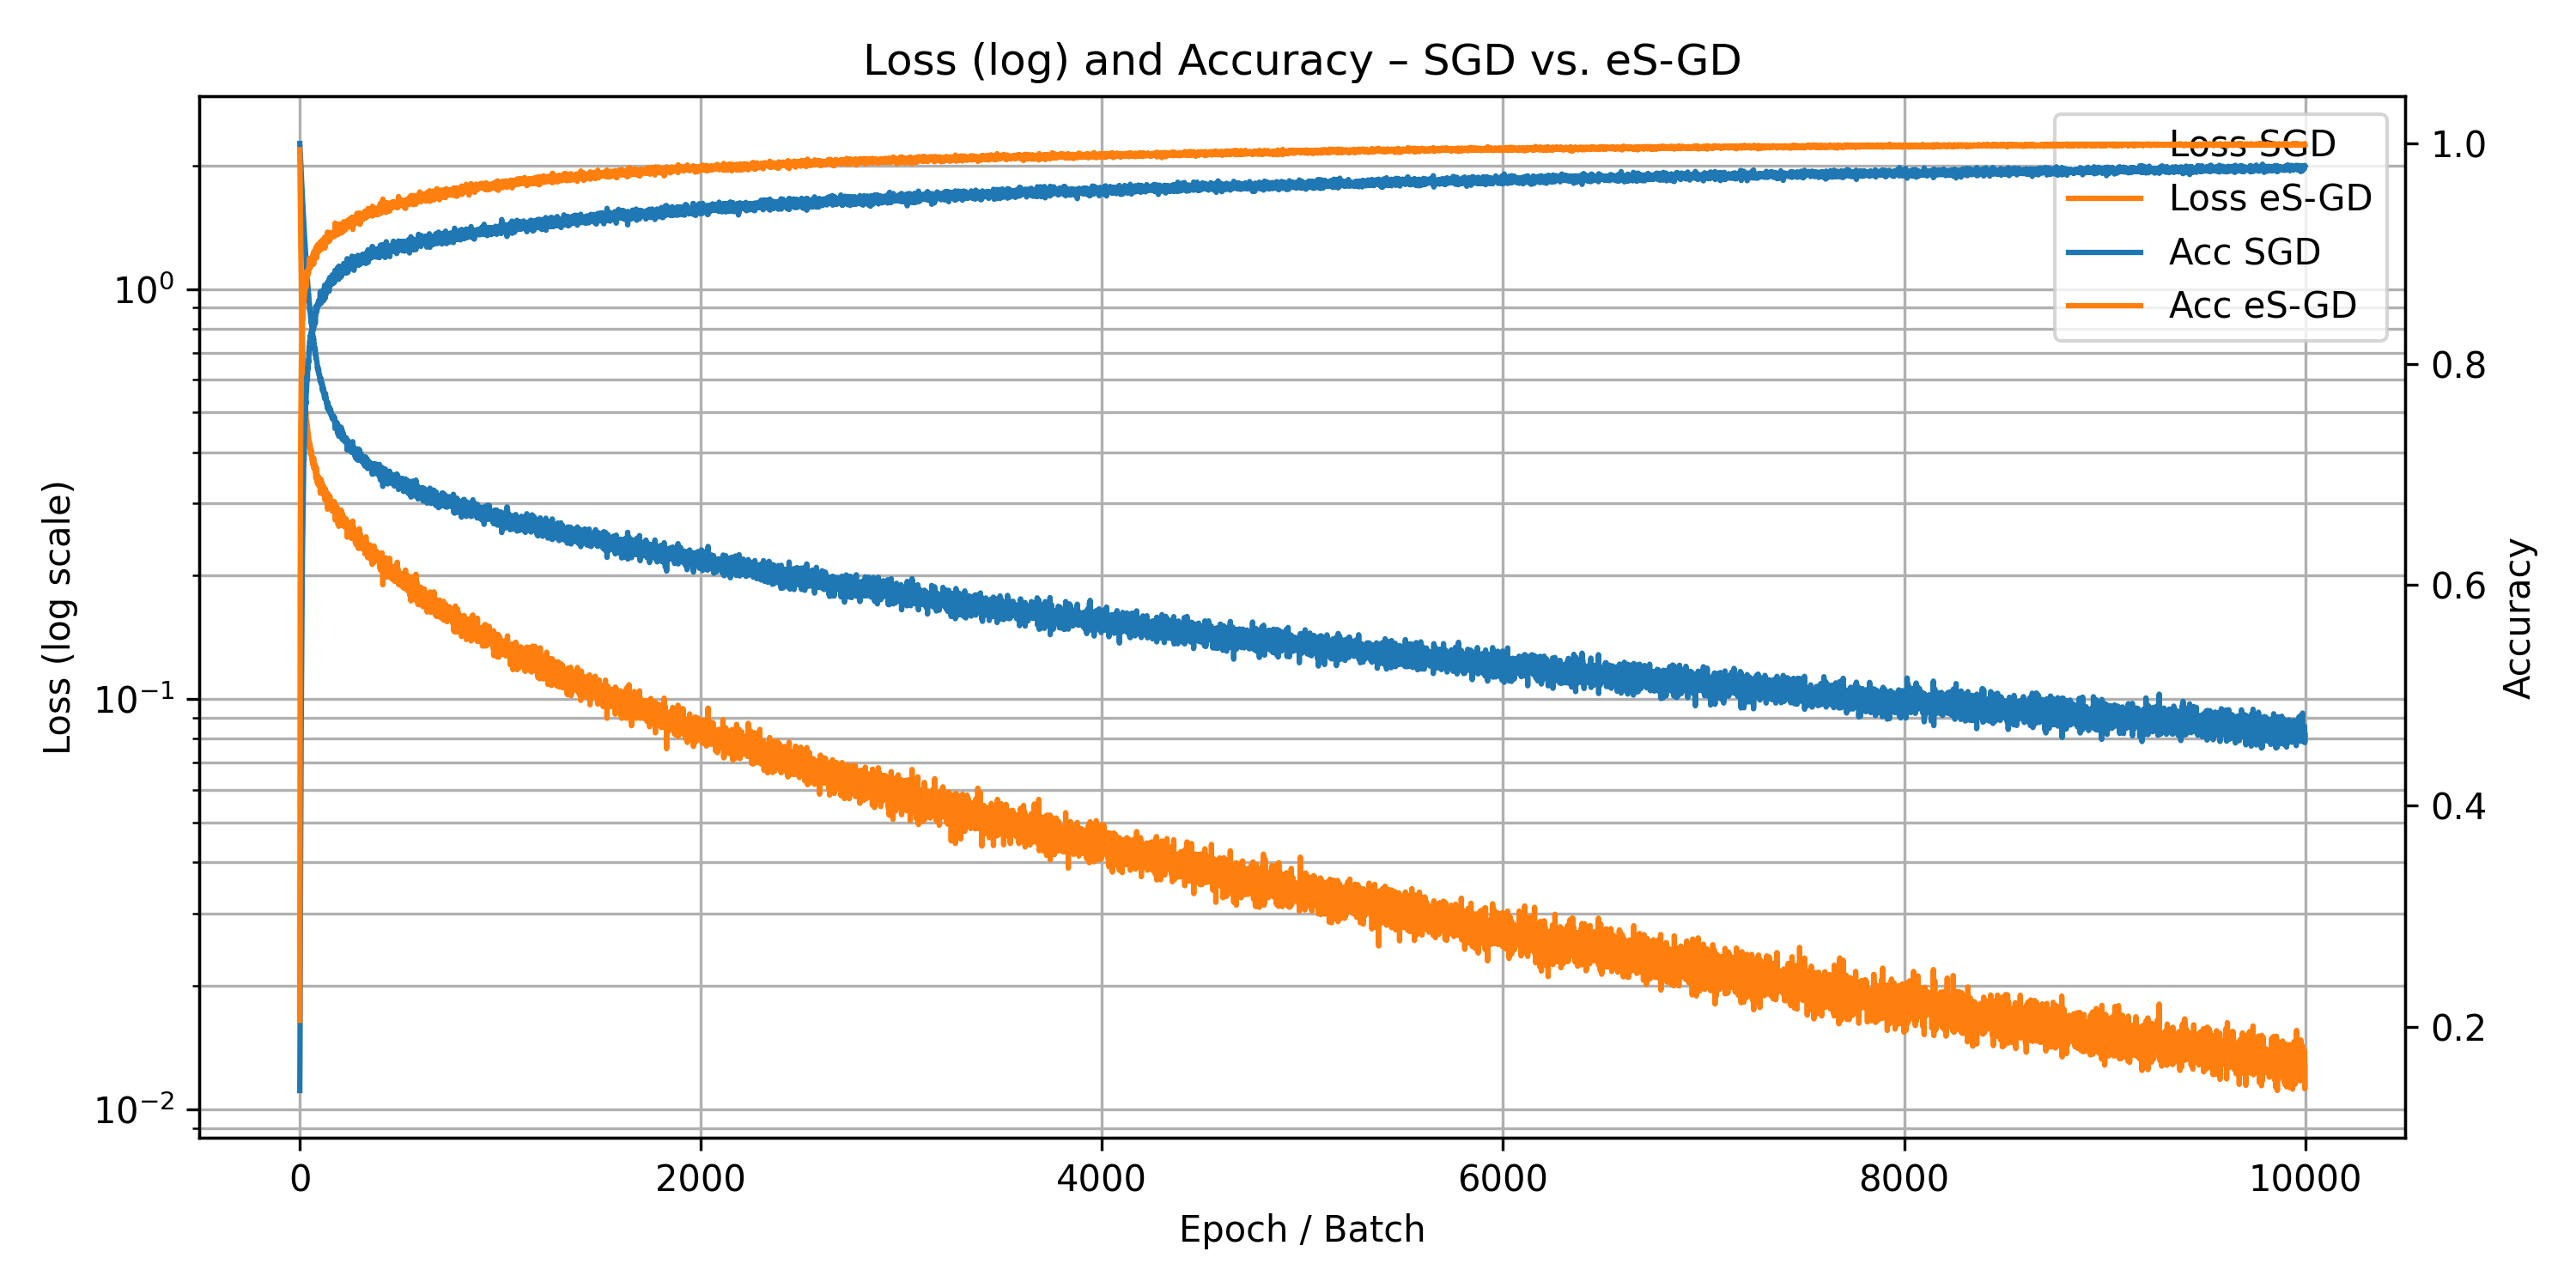 Loss (log) and Accuracy – SGD vs. eS-GD
Loss SGD
Loss eS-GD
Acc SGD
Acc eS-GD
10⁰
10⁻¹
10⁻²
Loss (log scale)
1.0
0.8
0.6
0.4
0.2
Accuracy
0 2000 4000 6000 8000 10000
Epoch / Batch